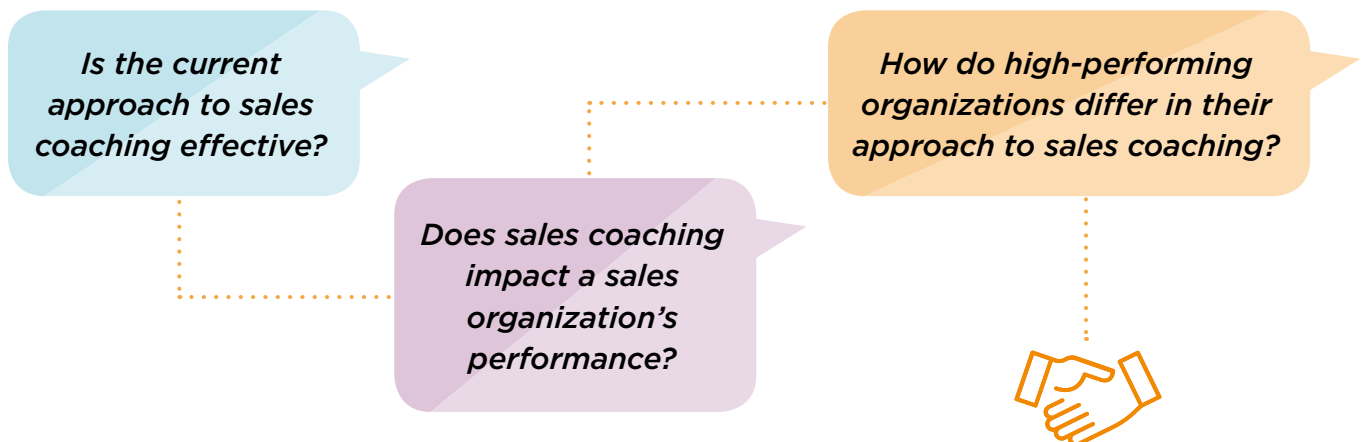 Is the current
approach to sales
coaching effective?
Does sales coaching
impact a sales
organization’s
performance?
How do high-performing
organizations differ in their
approach to sales coaching?